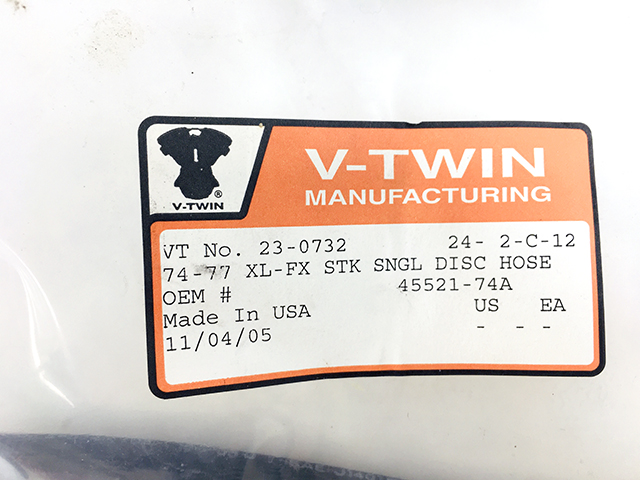 V-TWIN
MANUFACTURING
®
V-TWIN
VT No. 23-0732 24- 2-C-12
74-77 XL-FX STK SNGL DISC HOSE
OEM # 45521-74A
Made In USA US EA
11/04/05 - - -